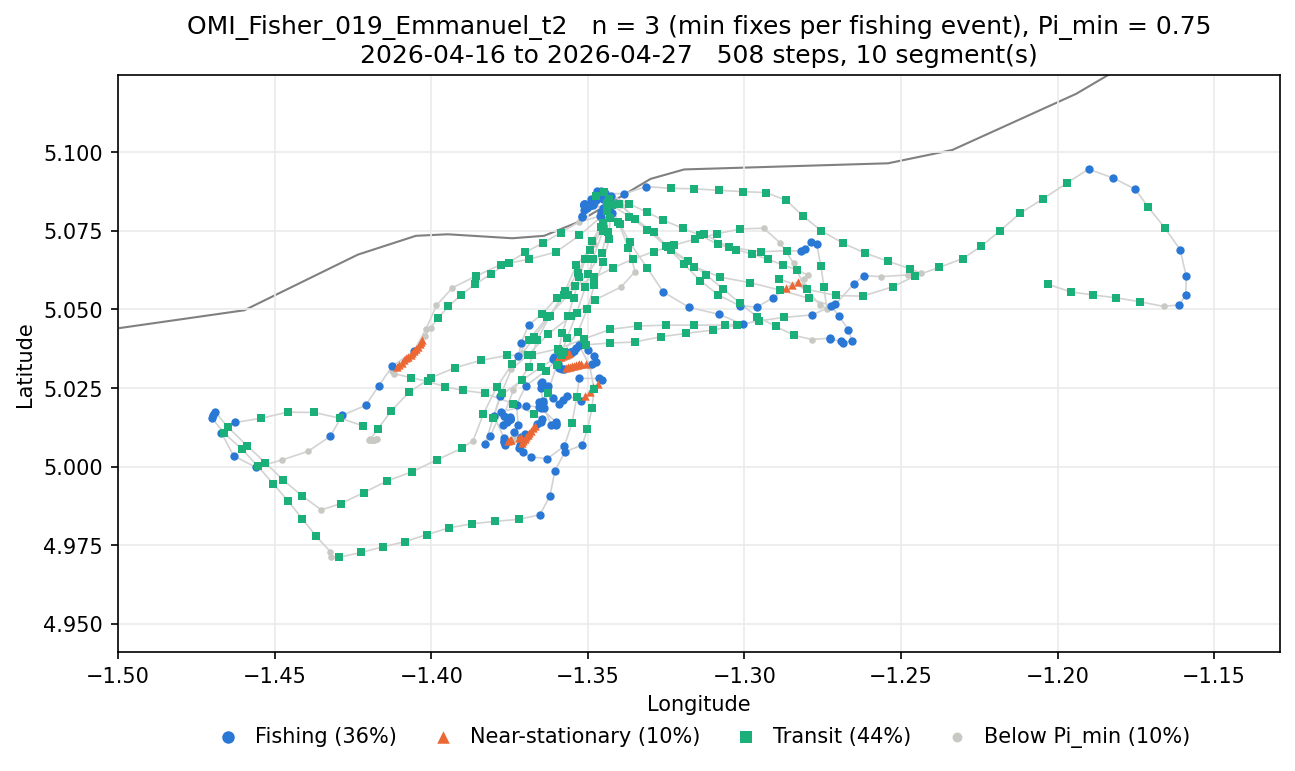 OMI_Fisher_019_Emmanuel_t2   n = 3 (min fixes per fishing event), Pi_min = 0.75
2026-04-16 to 2026-04-27   508 steps, 10 segment(s)
Latitude
5.100
5.075
5.050
5.025
5.000
4.975
4.950
−1.50 −1.45 −1.40 −1.35 −1.30 −1.25 −1.20 −1.15
Longitude
Fishing (36%) Near-stationary (10%) Transit (44%) Below Pi_min (10%)